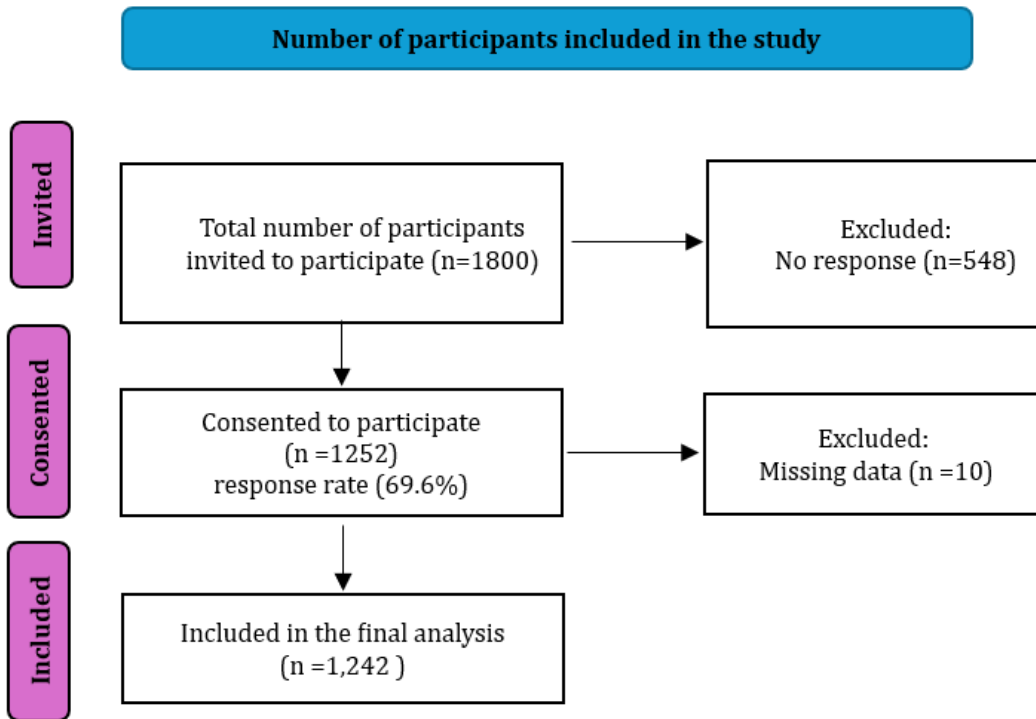 Number of participants included in the study
Invited
Total number of participants
invited to participate (n=1800)
Excluded:
No response (n=548)
Consented
Consented to participate
(n =1252)
response rate (69.6%)
Excluded:
Missing data (n =10)
Included
Included in the final analysis
(n =1,242 )